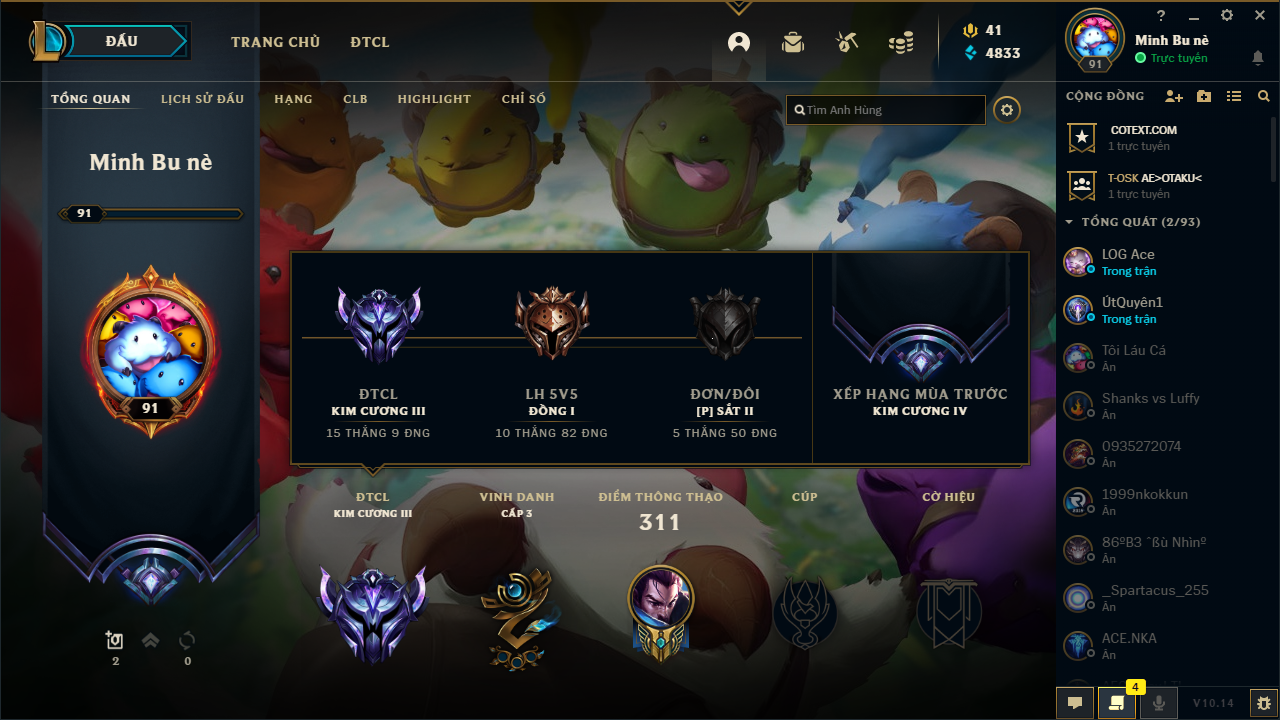 ĐẤU
TRANG CHỦ
ĐTCL
41
4833
?
Minh Bu nè
Trực tuyến
91
TỔNG QUAN
LỊCH SỬ ĐẤU
HẠNG
CLB
HIGHLIGHT
CHỈ SỐ
Tìm Anh Hùng
Minh Bu nè
91
91
2
0
ĐTCL
KIM CƯƠNG III
15 THẮNG 9 ĐNG
LH 5V5
ĐỒNG I
10 THẮNG 82 ĐNG
ĐƠN/ĐÔI
[P] SẮT II
5 THẮNG 50 ĐNG
XẾP HẠNG MÙA TRƯỚC
KIM CƯƠNG IV
ĐTCL
KIM CƯƠNG III
VINH DANH
CẤP 3
ĐIỂM THÔNG THẠO
311
CÚP
CỜ HIỆU
CỘNG ĐỒNG
COTEXT.COM
1 trực tuyến
T-OSK AE>OTAKU<
1 trực tuyến
TỔNG QUÁT (2/93)
LOG Ace
Trong trận
ÚtQuyên1
Trong trận
Tôi Láu Cá
Ẩn
Shanks vs Luffy
Ẩn
0935272074
Ẩn
1999nkokkun
Ẩn
86ºB3 ˆßù Nhìnº
Ẩn
_Spartacus_255
Ẩn
ACE.NKA
Ẩn
4
V10.14